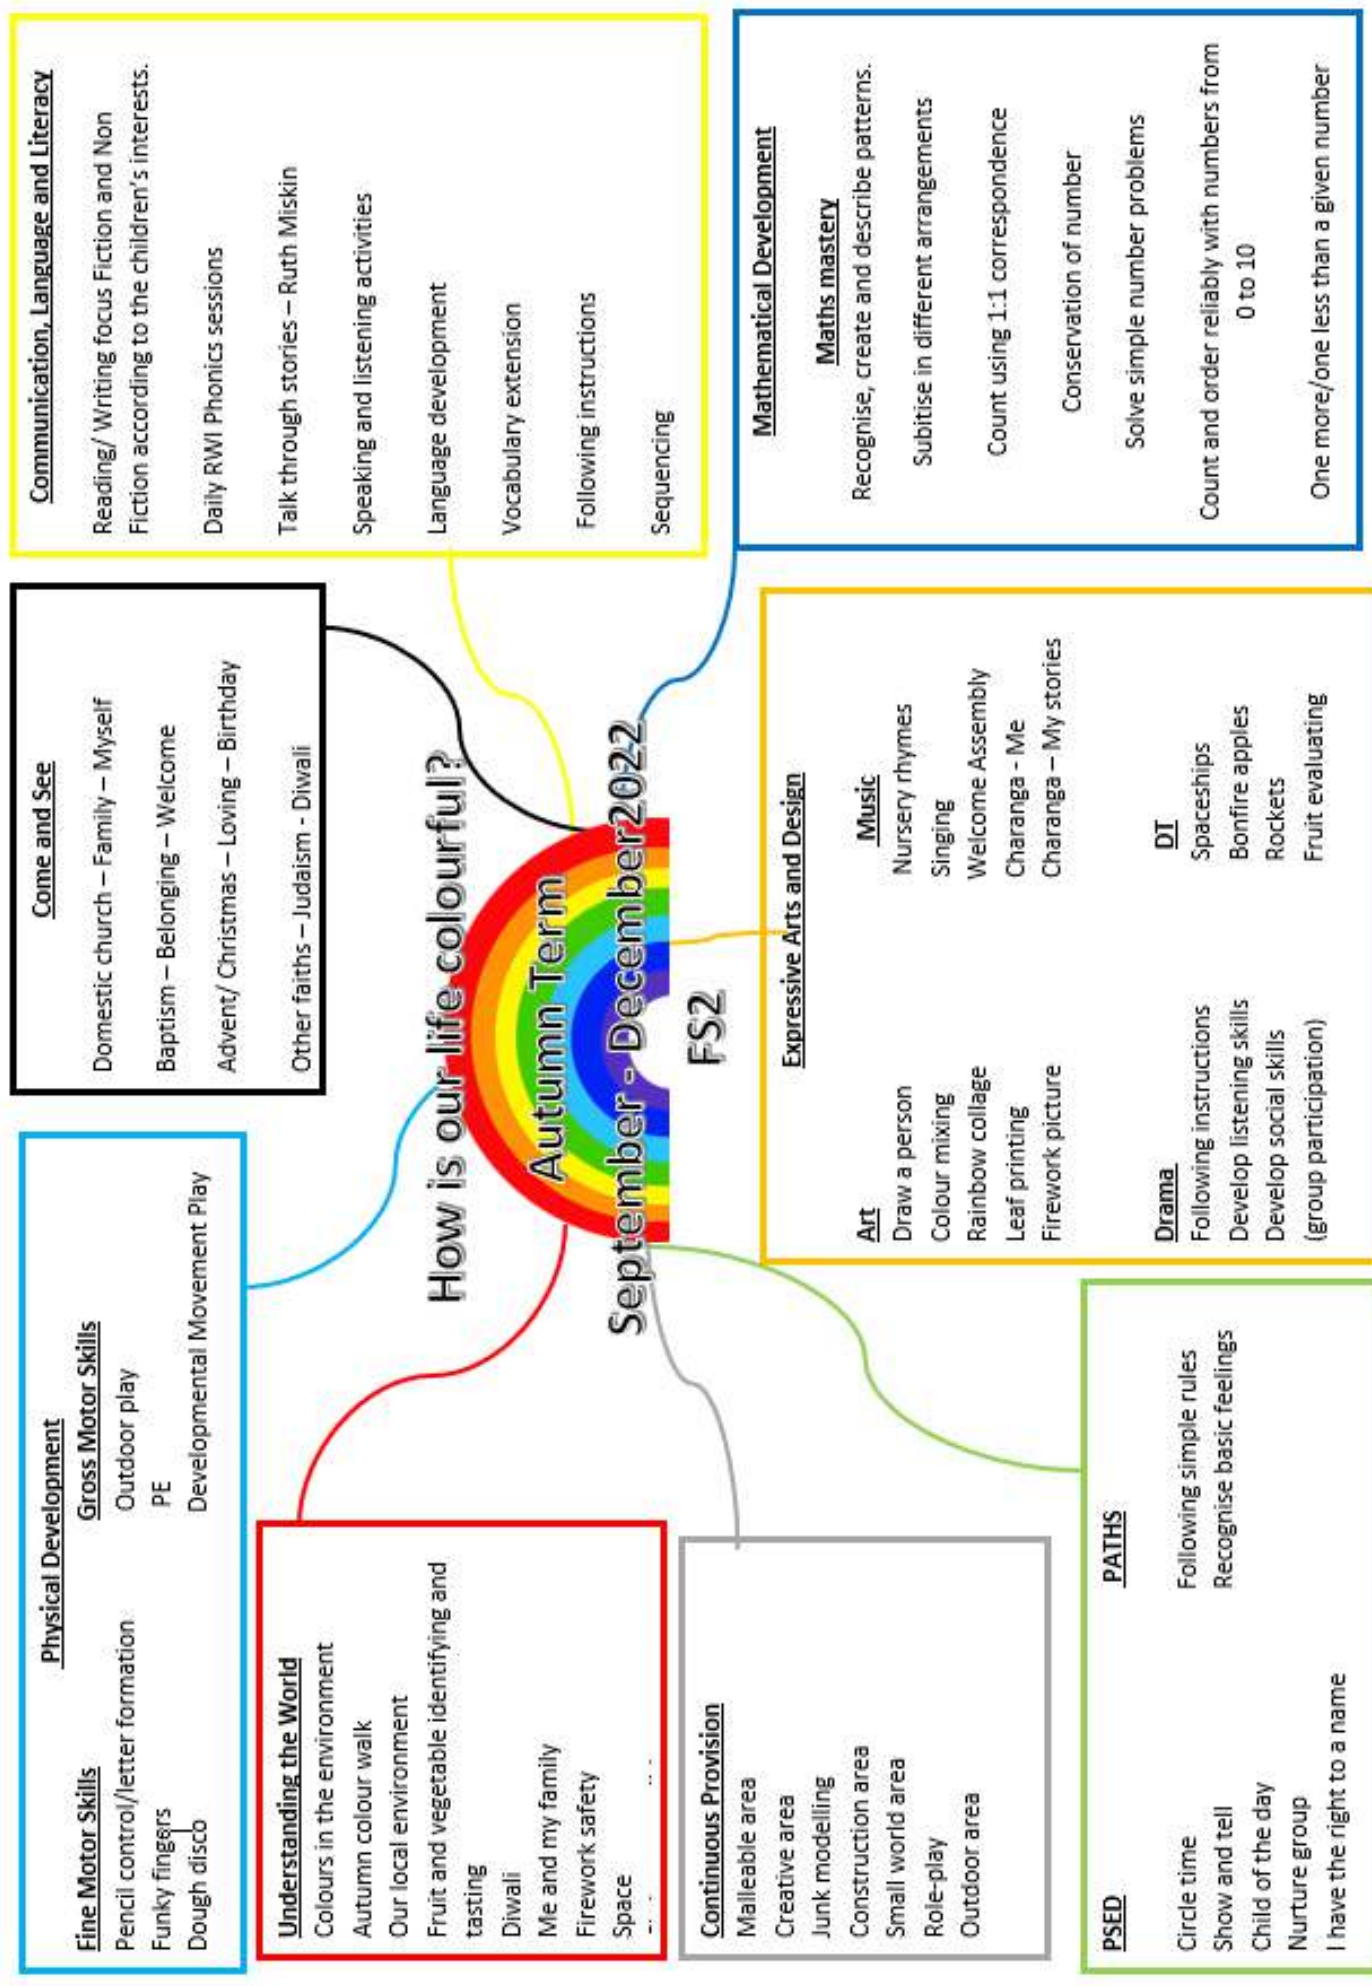 Physical Development
Fine Motor Skills
Pencil control/letter formation
Funky fingers
Dough disco
Gross Motor Skills
Outdoor play
PE
Developmental Movement Play
Come and See
Domestic church – Family – Myself
Baptism – Belonging – Welcome
Advent/ Christmas – Loving – Birthday
Other faiths – Judaism - Diwali
Communication, Language and Literacy
Reading/ Writing focus Fiction and Non
Fiction according to the children's interests.
Daily RWI Phonics sessions
Talk through stories – Ruth Miskin
Speaking and listening activities
Language development
Vocabulary extension
Following instructions
Sequencing
Understanding the World
Colours in the environment
Autumn colour walk
Our local environment
Fruit and vegetable identifying and
tasting
Diwali
Me and my family
Firework safety
Space
How is our life colourful?
Autumn Term
September - December2022
FS2
Continuous Provision
Malleable area
Creative area
Junk modelling
Construction area
Small world area
Role-play
Outdoor area
Mathematical Development
Maths mastery
Recognise, create and describe patterns.
Subitise in different arrangements
Count using 1:1 correspondence
Conservation of number
Solve simple number problems
Count and order reliably with numbers from
0 to 10
One more/one less than a given number
Expressive Arts and Design
Art
Draw a person
Colour mixing
Rainbow collage
Leaf printing
Firework picture
Music
Nursery rhymes
Singing
Welcome Assembly
Charanga - Me
Charanga – My stories
Drama
Following instructions
Develop listening skills
Develop social skills
(group participation)
DT
Spaceships
Bonfire apples
Rockets
Fruit evaluating
PSED
Circle time
Show and tell
Child of the day
Nurture group
I have the right to a name
PATHS
Following simple rules
Recognise basic feelings